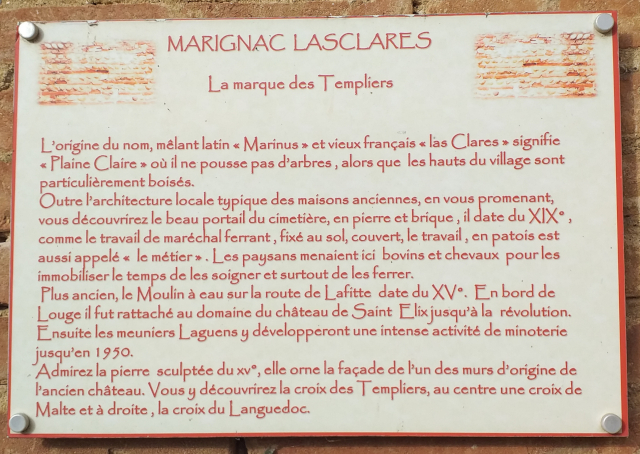 MARIGNAC LASCLARES
La marque des Templiers
L'origine du nom, mêlant latin « Marinus » et vieux français « las Clares » signifie
« Plaine Claire » où il ne pousse pas d'arbres , alors que les hauts du village sont
particulièrement boisés.
Outre l'architecture locale typique des maisons anciennes, en vous promenant,
vous découvrirez le beau portail du cimetière, en pierre et brique , il date du XIX° ,
comme le travail de maréchal ferrant , fixé au sol, couvert, le travail , en patois est
aussi appelé « le métier » . Les paysans menaient ici bovins et chevaux pour les
immobiliser le temps de les soigner et surtout de les ferrer.
Plus ancien, le Moulin à eau sur la route de Lafitte date du XV°. En bord de
Louge il fut rattaché au domaine du château de Saint Elix jusqu'à la révolution.
Ensuite les meuniers Laguens y développeront une intense activité de minoterie
jusqu'en 1950.
Admirez la pierre sculptée du xv°, elle orne la façade de l'un des murs d'origine de
l'ancien château. Vous y découvrirez la croix des Templiers, au centre une croix de
Malte et à droite , la croix du Languedoc.